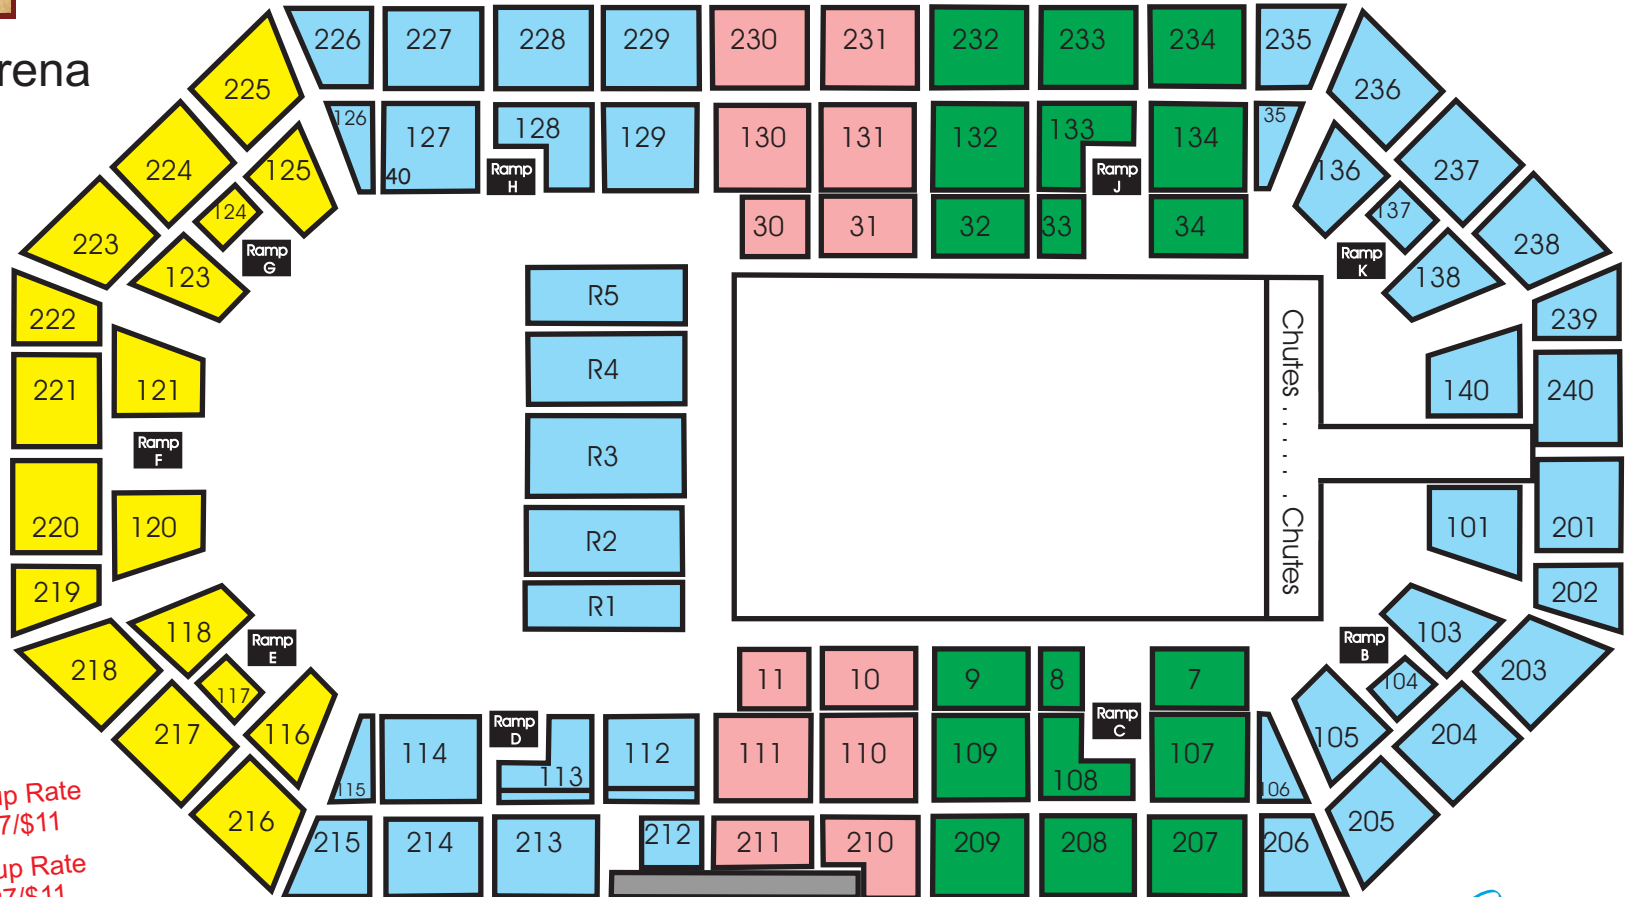 rena
226 227 228 229 230 231 232 233 234 235
225 236
126 127 128 129 130 131 132 133 134 35
40
224 125 Ramp H Ramp J 136 237
124 137
223 123 Ramp G 30 31 32 33 34 Ramp K 138 238
222 239
R5
221 121 R4 140 240
Chutes . . . . . . Chutes
Ramp F R3
220 120 R2 101 201
219 R1 202
218 118 Ramp E 11 10 9 8 7 Ramp B 103 203
117 104
217 116 Ramp D Ramp C 105 204
115 114 113 112 111 110 109 108 107 106
216 205
215 214 213 212 211 210 209 208 207 206
up Rate
7/$11
up Rate
7/$11